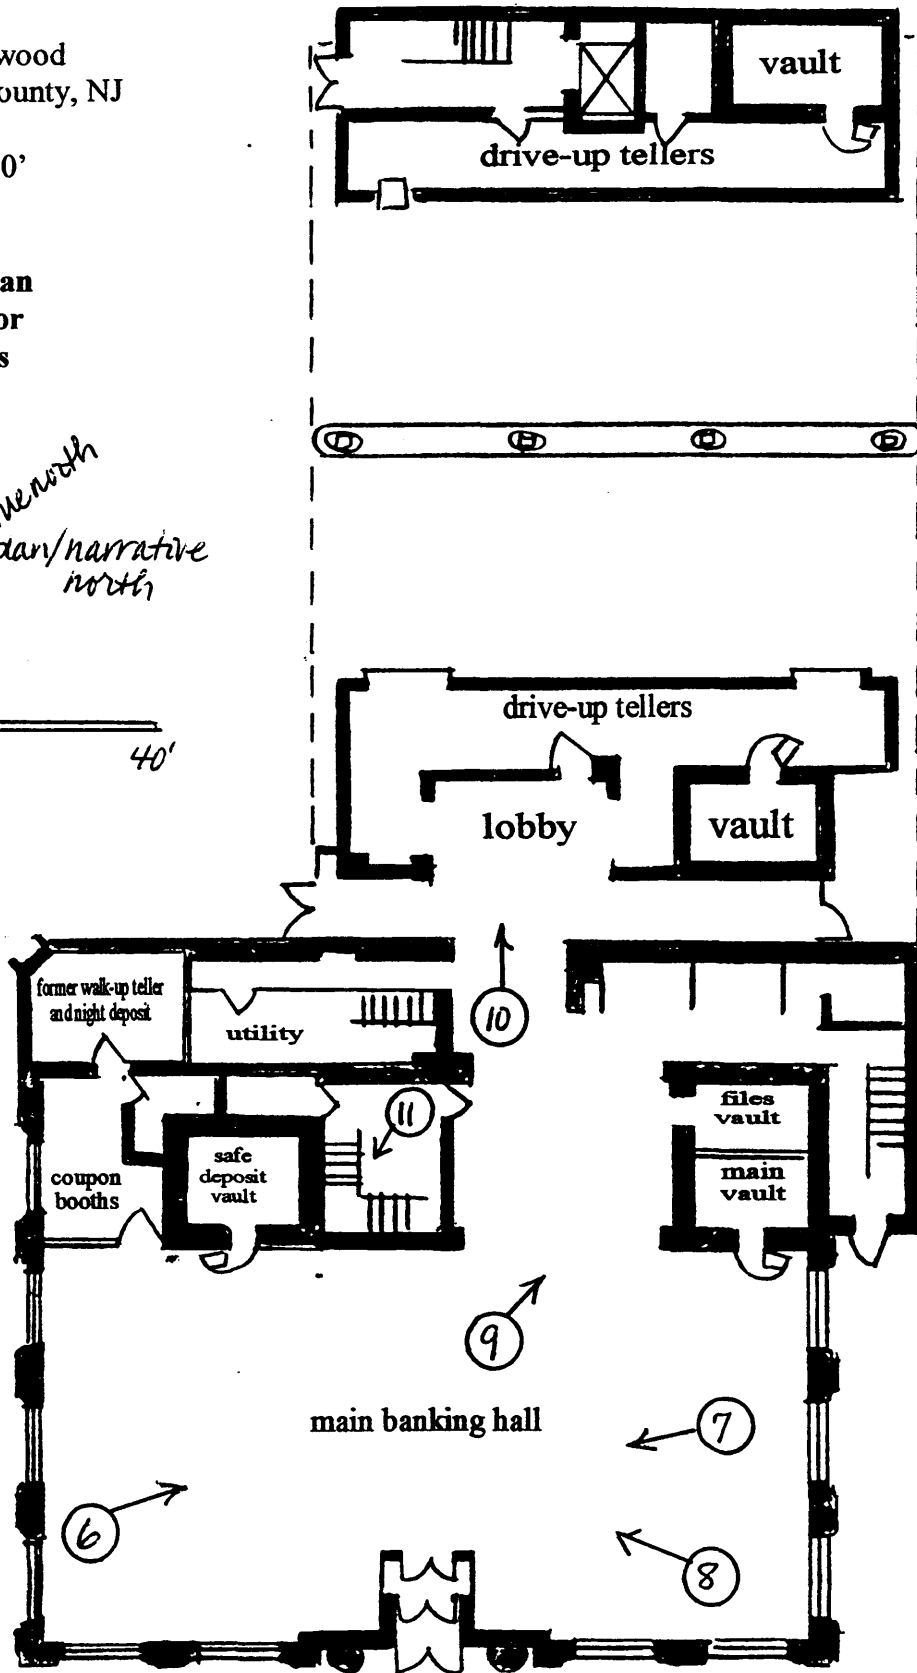 wood
ounty, NJ
0'
an
or
s
north
plan/narrative
north
40'
vault
drive-up tellers
drive-up tellers
lobby
vault
10
former walk-up teller
and night deposit
utility
11
files
vault
safe
deposit
vault
main
vault
coupon
booths
9
main banking hall
7
6
8